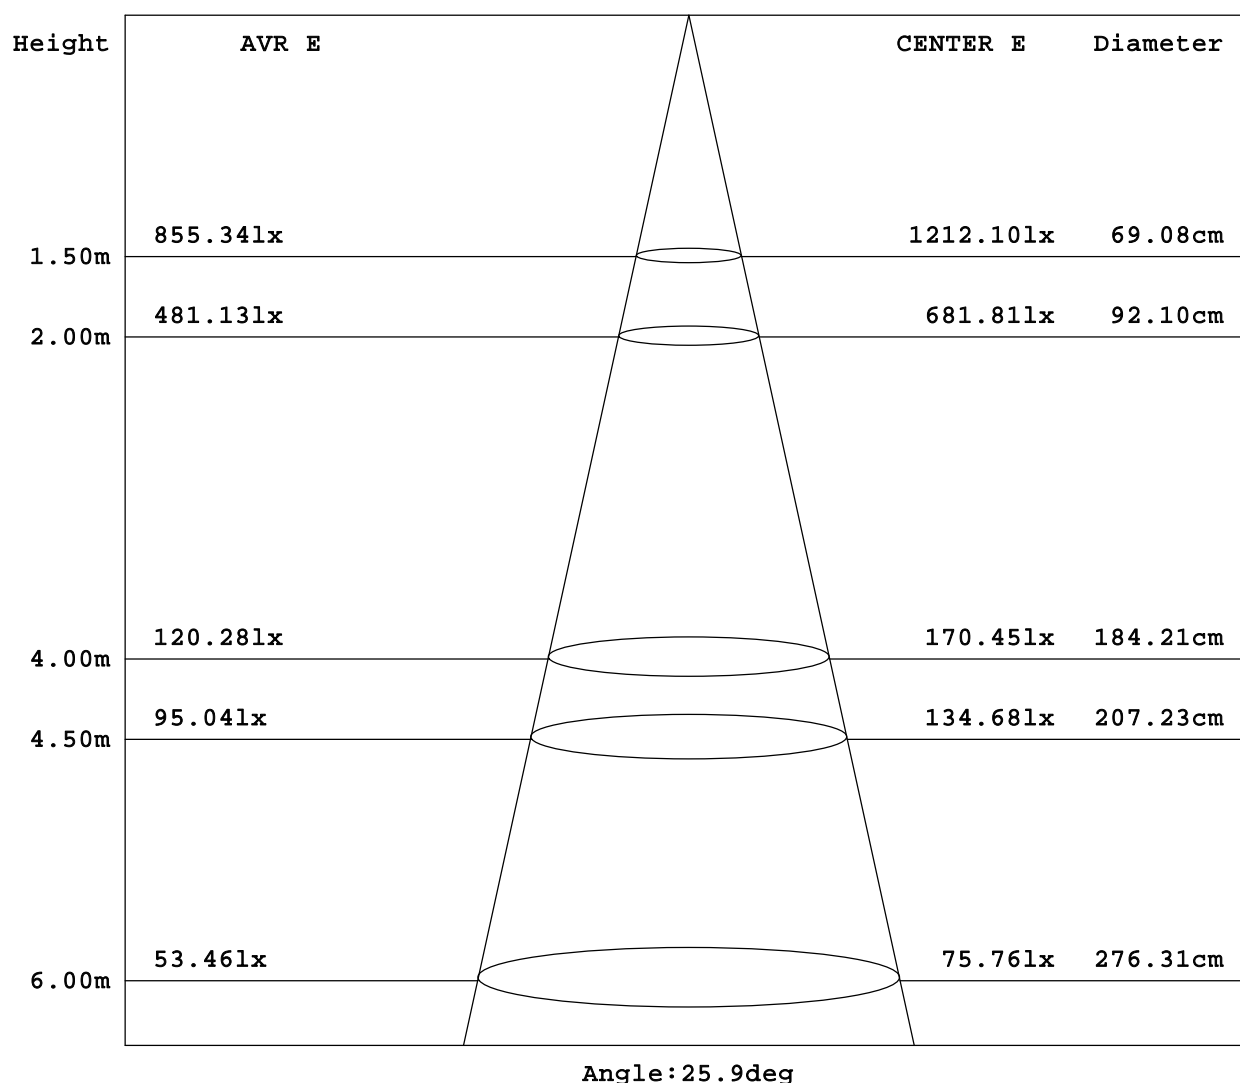 Height AVR E CENTER E Diameter
855.34lx 1212.10lx 69.08cm
1.50m
481.13lx 681.81lx 92.10cm
2.00m
120.28lx 170.45lx 184.21cm
4.00m
95.04lx 134.68lx 207.23cm
4.50m
53.46lx 75.76lx 276.31cm
6.00m
Angle:25.9deg